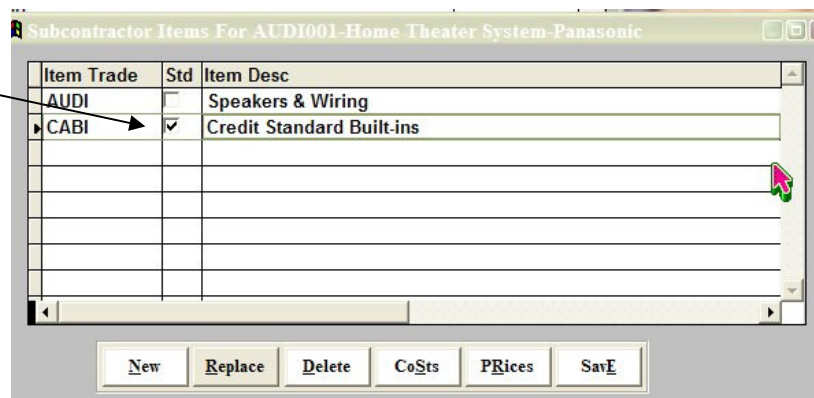 Subcontractor Items For AUDI001-Home Theater System-Panasonic
Item Trade Std Item Desc
AUDI Speakers & Wiring
CABI Credit Standard Built-ins
New Replace Delete CoSts PRices SavE